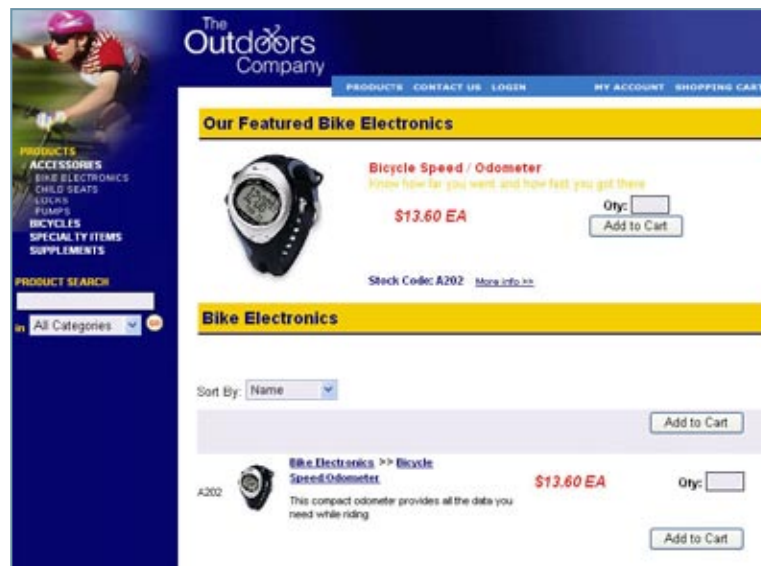 The
Outdoors
Company
PRODUCTS CONTACT US LOGIN MY ACCOUNT SHOPPING CART
Our Featured Bike Electronics
Bicycle Speed / Odometer
Know how far you went and how fast you got there
$13.60 EA
Qty:
Add to Cart
Stock Code: A202 More info >>
PRODUCTS
ACCESSORIES
BIKE ELECTRONICS
CHILD SEATS
LOCKS
PUMPS
BICYCLES
SPECIALTY ITEMS
SUPPLEMENTS
PRODUCT SEARCH
in All Categories GO
Bike Electronics
Sort By: Name
Add to Cart
A202
Bike Electronics >> Bicycle
Speed/Odometer
$13.60 EA
Qty:
This compact odometer provides all the data you
need while riding
Add to Cart